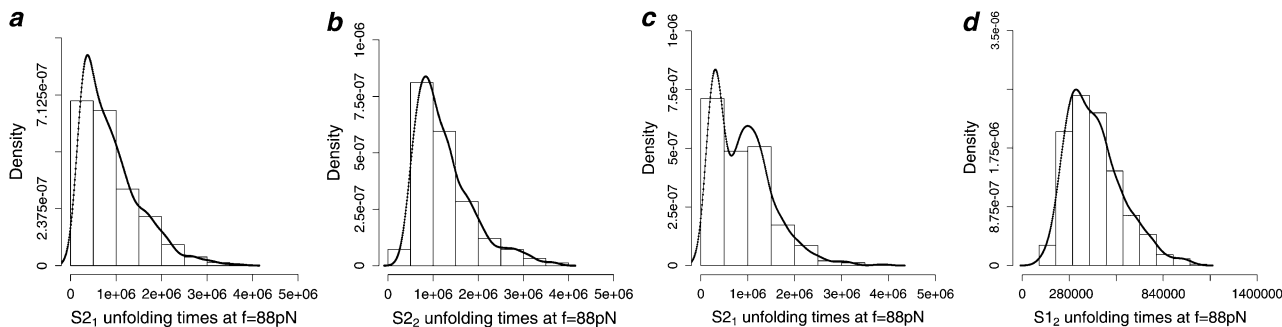 a
b
c
d
Density
2.375e-07
7.125e-07
0
0 1e+06 2e+06 3e+06 4e+06 5e+06
S2₁ unfolding times at f=88pN
Density
0 2.5e-07 5e-07 7.5e-07 1e-06
0 1e+06 2e+06 3e+06 4e+06 5e+06
S2₂ unfolding times at f=88pN
Density
0 2.5e-07 5e-07 7.5e-07 1e-06
0 1e+06 2e+06 3e+06 4e+06 5e+06
S2₁ unfolding times at f=88pN
Density
0 8.75e-07 1.75e-06 3.5e-06
0 280000 840000 1400000
S1₂ unfolding times at f=88pN